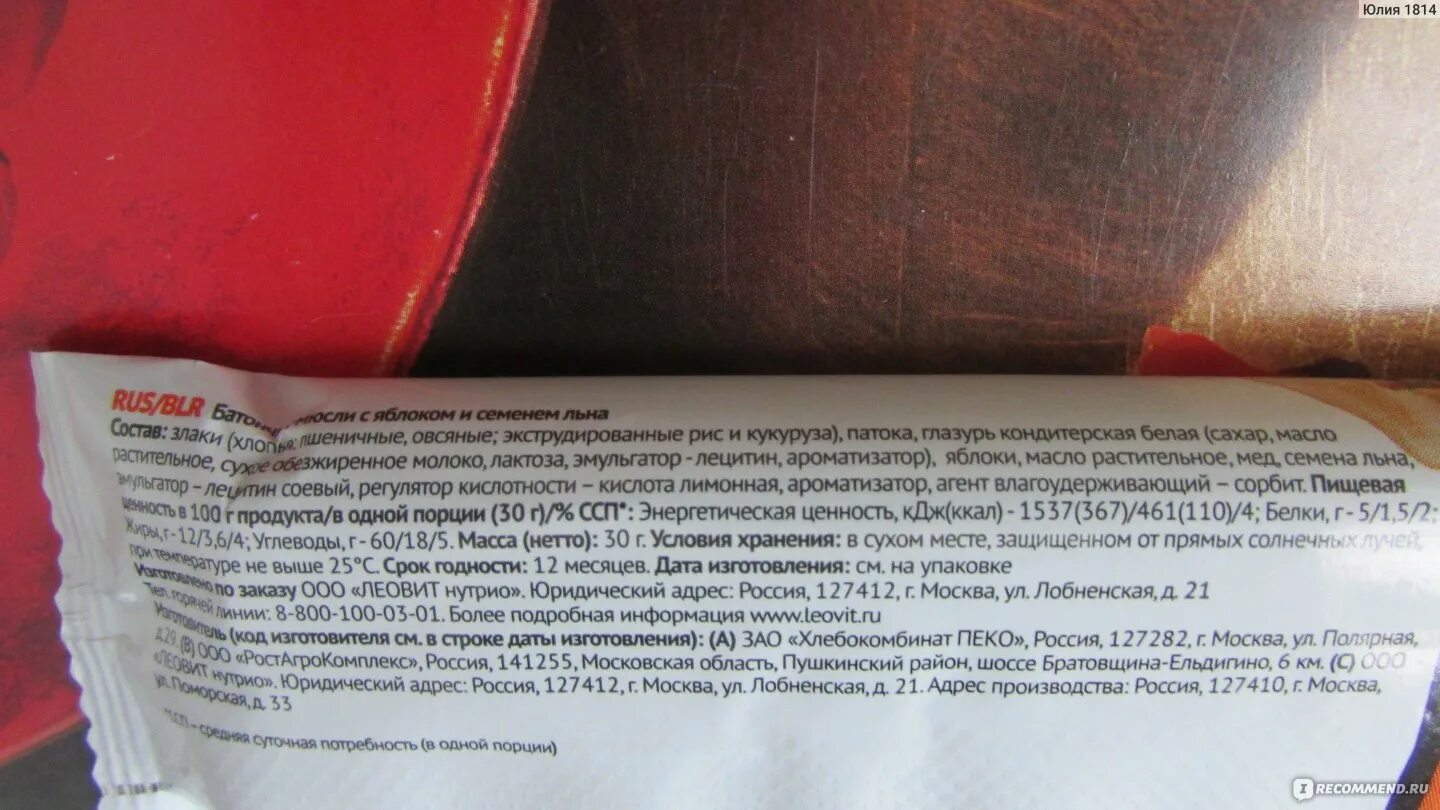 Юлия 1814
RUS/BLR Батончик мюсли с яблоком и семенем льна
Состав: злаки (хлопья: пшеничные, овсяные; экструдированные рис и кукуруза), патока, глазурь кондитерская белая (сахар, масло
растительное, сухое обезжиренное молоко, лактоза, эмульгатор - лецитин, ароматизатор), яблоки, масло растительное, мед, семена льна,
эмульгатор – лецитин соевый, регулятор кислотности – кислота лимонная, ароматизатор, агент влагоудерживающий – сорбит. Пищевая
ценность в 100 г продукта/в одной порции (30 г)/% ССП*: Энергетическая ценность, кДж(ккал) - 1537(367)/461(110)/4; Белки, г - 5/1,5/2;
Жиры, г - 12/3,6/4; Углеводы, г - 60/18/5. Масса (нетто): 30 г. Условия хранения: в сухом месте, защищенном от прямых солнечных лучей,
при температуре не выше 25°C. Срок годности: 12 месяцев. Дата изготовления: см. на упаковке
Изготовлено по заказу ООО «ЛЕОВИТ нутрио». Юридический адрес: Россия, 127412, г. Москва, ул. Лобненская, д. 21
Тел. горячей линии: 8-800-100-03-01. Более подробная информация www.leovit.ru
Изготовитель (код изготовителя см. в строке даты изготовления): (А) ЗАО «Хлебокомбинат ПЕКО», Россия, 127282, г. Москва, ул. Полярная,
д.29, (В) ООО «РостАгроКомплекс», Россия, 141255, Московская область, Пушкинский район, шоссе Братовщина-Ельдигино, 6 км. (С) ООО
«ЛЕОВИТ нутрио». Юридический адрес: Россия, 127412, г. Москва, ул. Лобненская, д. 21. Адрес производства: Россия, 127410, г. Москва,
ул. Поморская, д. 33
*ССП – средняя суточная потребность (в одной порции)
IRECOMMEND.RU